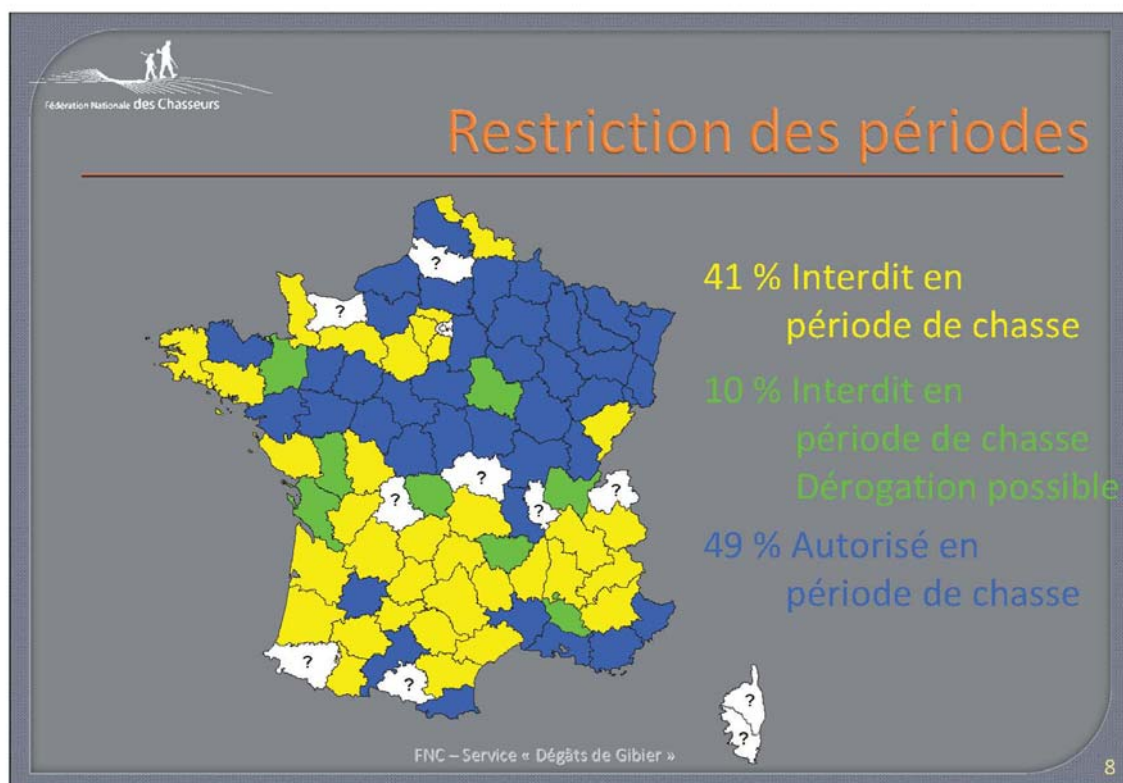 Fédération Nationale des Chasseurs
Restriction des périodes
?
?
?
?
?
?
?
?
?
?
41 % Interdit en
période de chasse
10 % Interdit en
période de chasse
Dérogation possible
49 % Autorisé en
période de chasse
FNC – Service « Dégâts de Gibier »
8